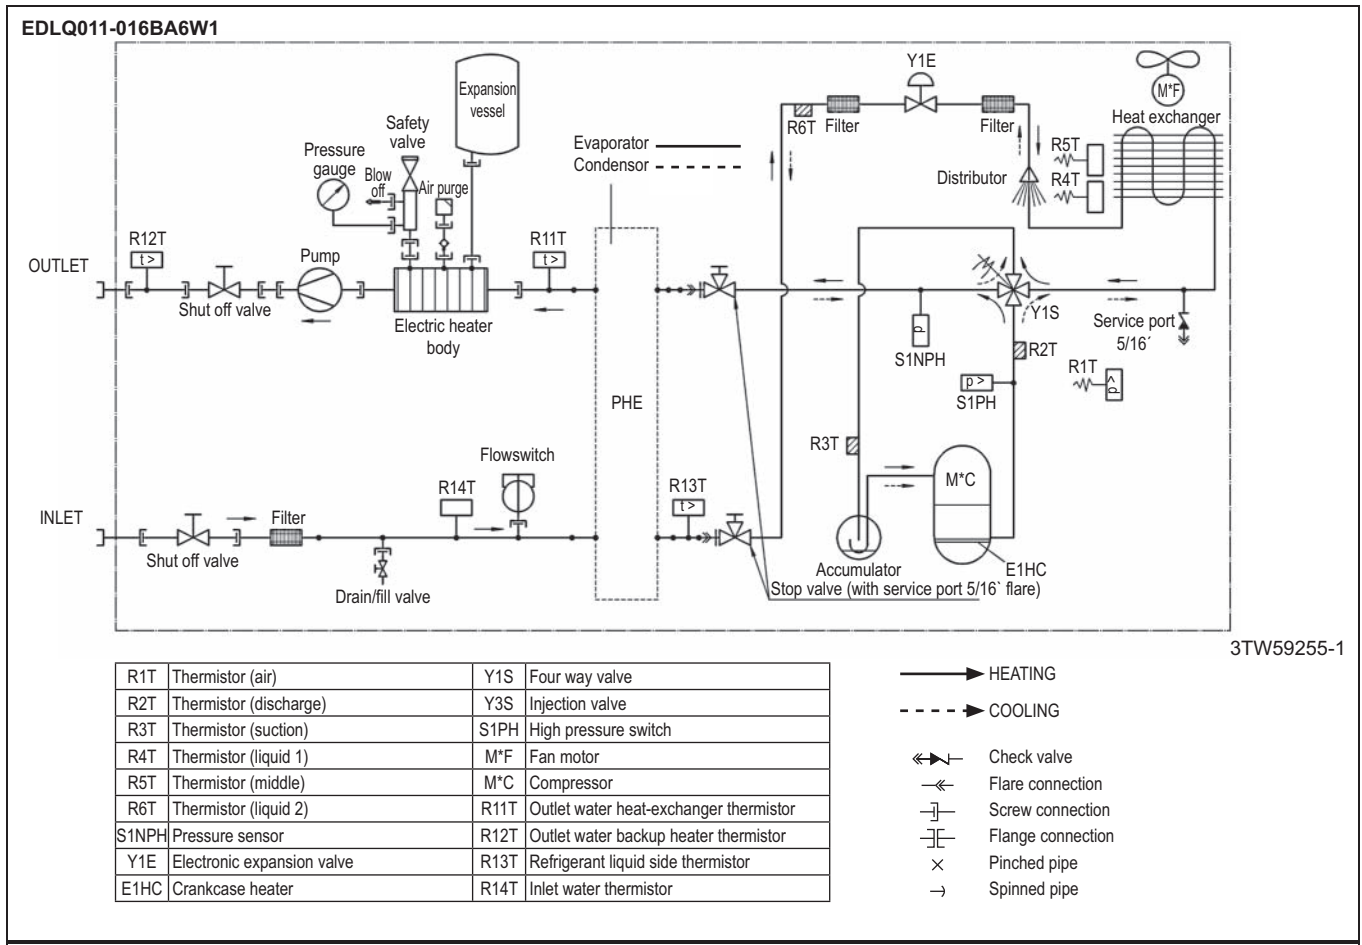 EDLQ011-016BA6W1
Y1E
M*F
Expansion
vessel
R6T
Filter
Filter
Heat exchanger
Safety
valve
Evaporator
Condensor
R5T
Pressure
gauge
Blow
off
Air purge
Distributor
R4T
R12T
t >
R11T
t >
OUTLET
Pump
Shut off valve
Electric heater
body
Y1S
Service port
5/16´
p
S1NPH
R2T
R1T
p >
p >
S1PH
PHE
R3T
Flowswitch
R14T
R13T
t >
M*C
INLET
Filter
Shut off valve
Drain/fill valve
Accumulator
E1HC
Stop valve (with service port 5/16` flare)
3TW59255-1
R1T Thermistor (air) Y1S Four way valve
R2T Thermistor (discharge) Y3S Injection valve
R3T Thermistor (suction) S1PH High pressure switch
R4T Thermistor (liquid 1) M*F Fan motor
R5T Thermistor (middle) M*C Compressor
R6T Thermistor (liquid 2) R11T Outlet water heat-exchanger thermistor
S1NPH Pressure sensor R12T Outlet water backup heater thermistor
Y1E Electronic expansion valve R13T Refrigerant liquid side thermistor
E1HC Crankcase heater R14T Inlet water thermistor
HEATING
COOLING
Check valve
Flare connection
Screw connection
Flange connection
Pinched pipe
Spinned pipe